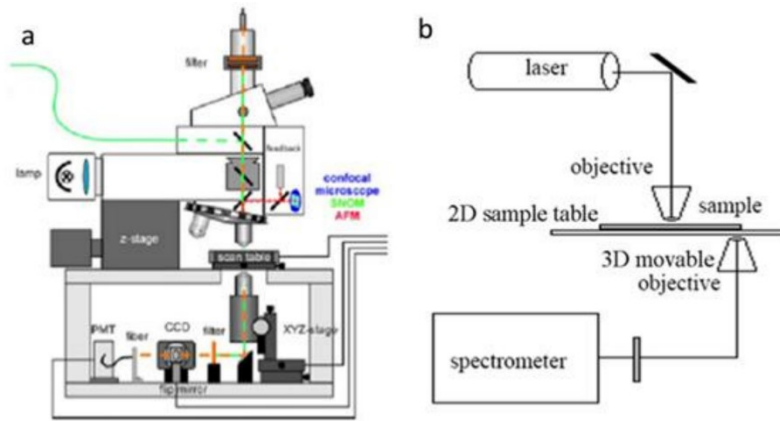 a
filter
lamp
feedback
confocal
microscope
SNOM
AFM
z-stage
scan table
PMT
fiber
CCD
filter
XYZ-stage
flip mirror
b
laser
objective
sample
2D sample table
3D movable
objective
spectrometer